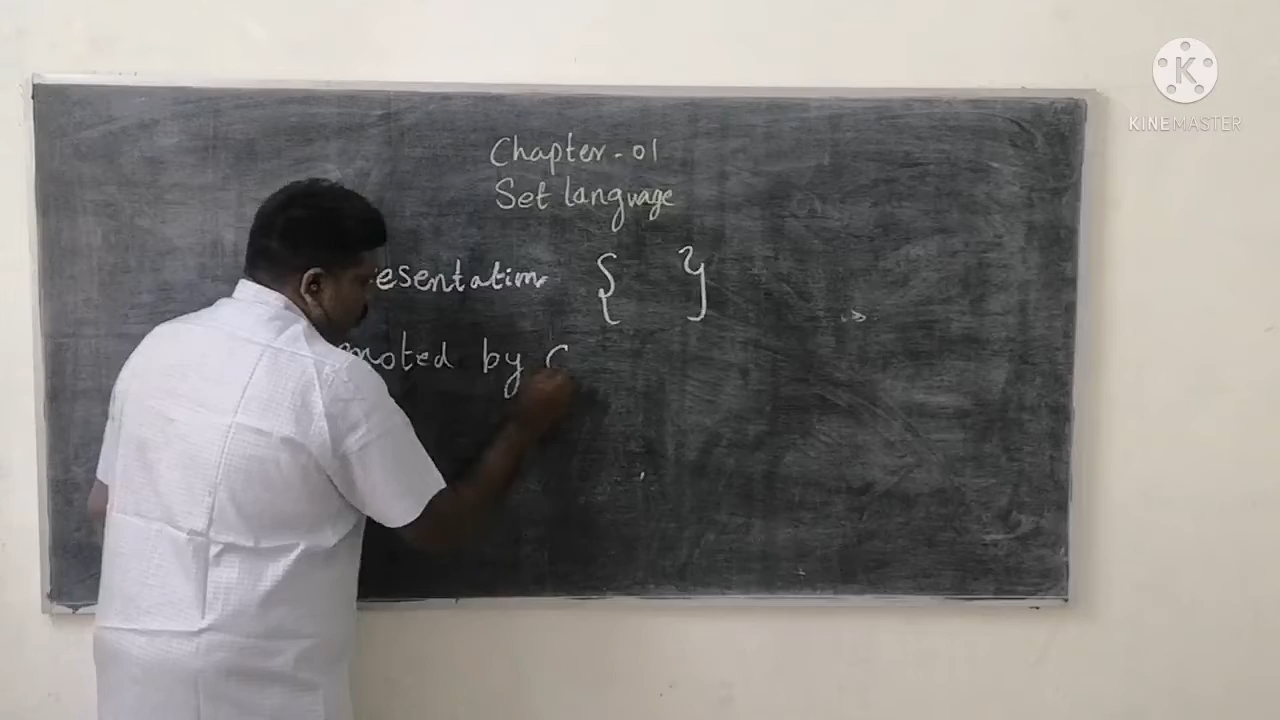 Chapter - 01
Set language
esentation { }
noted by C
K
KINEMASTER